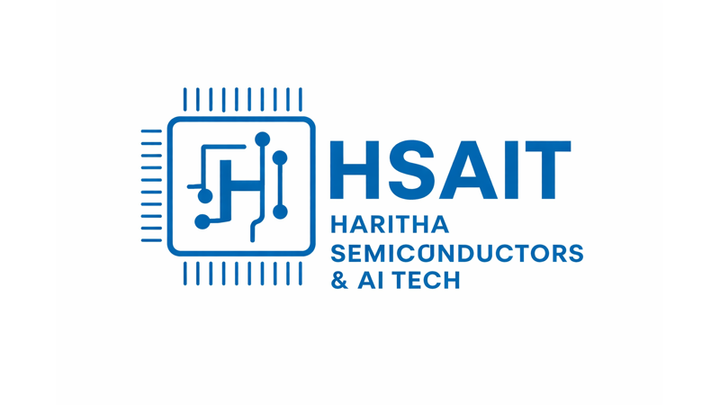 H
HSAIT
HARITHA
SEMICONDUCTORS
& AI TECH